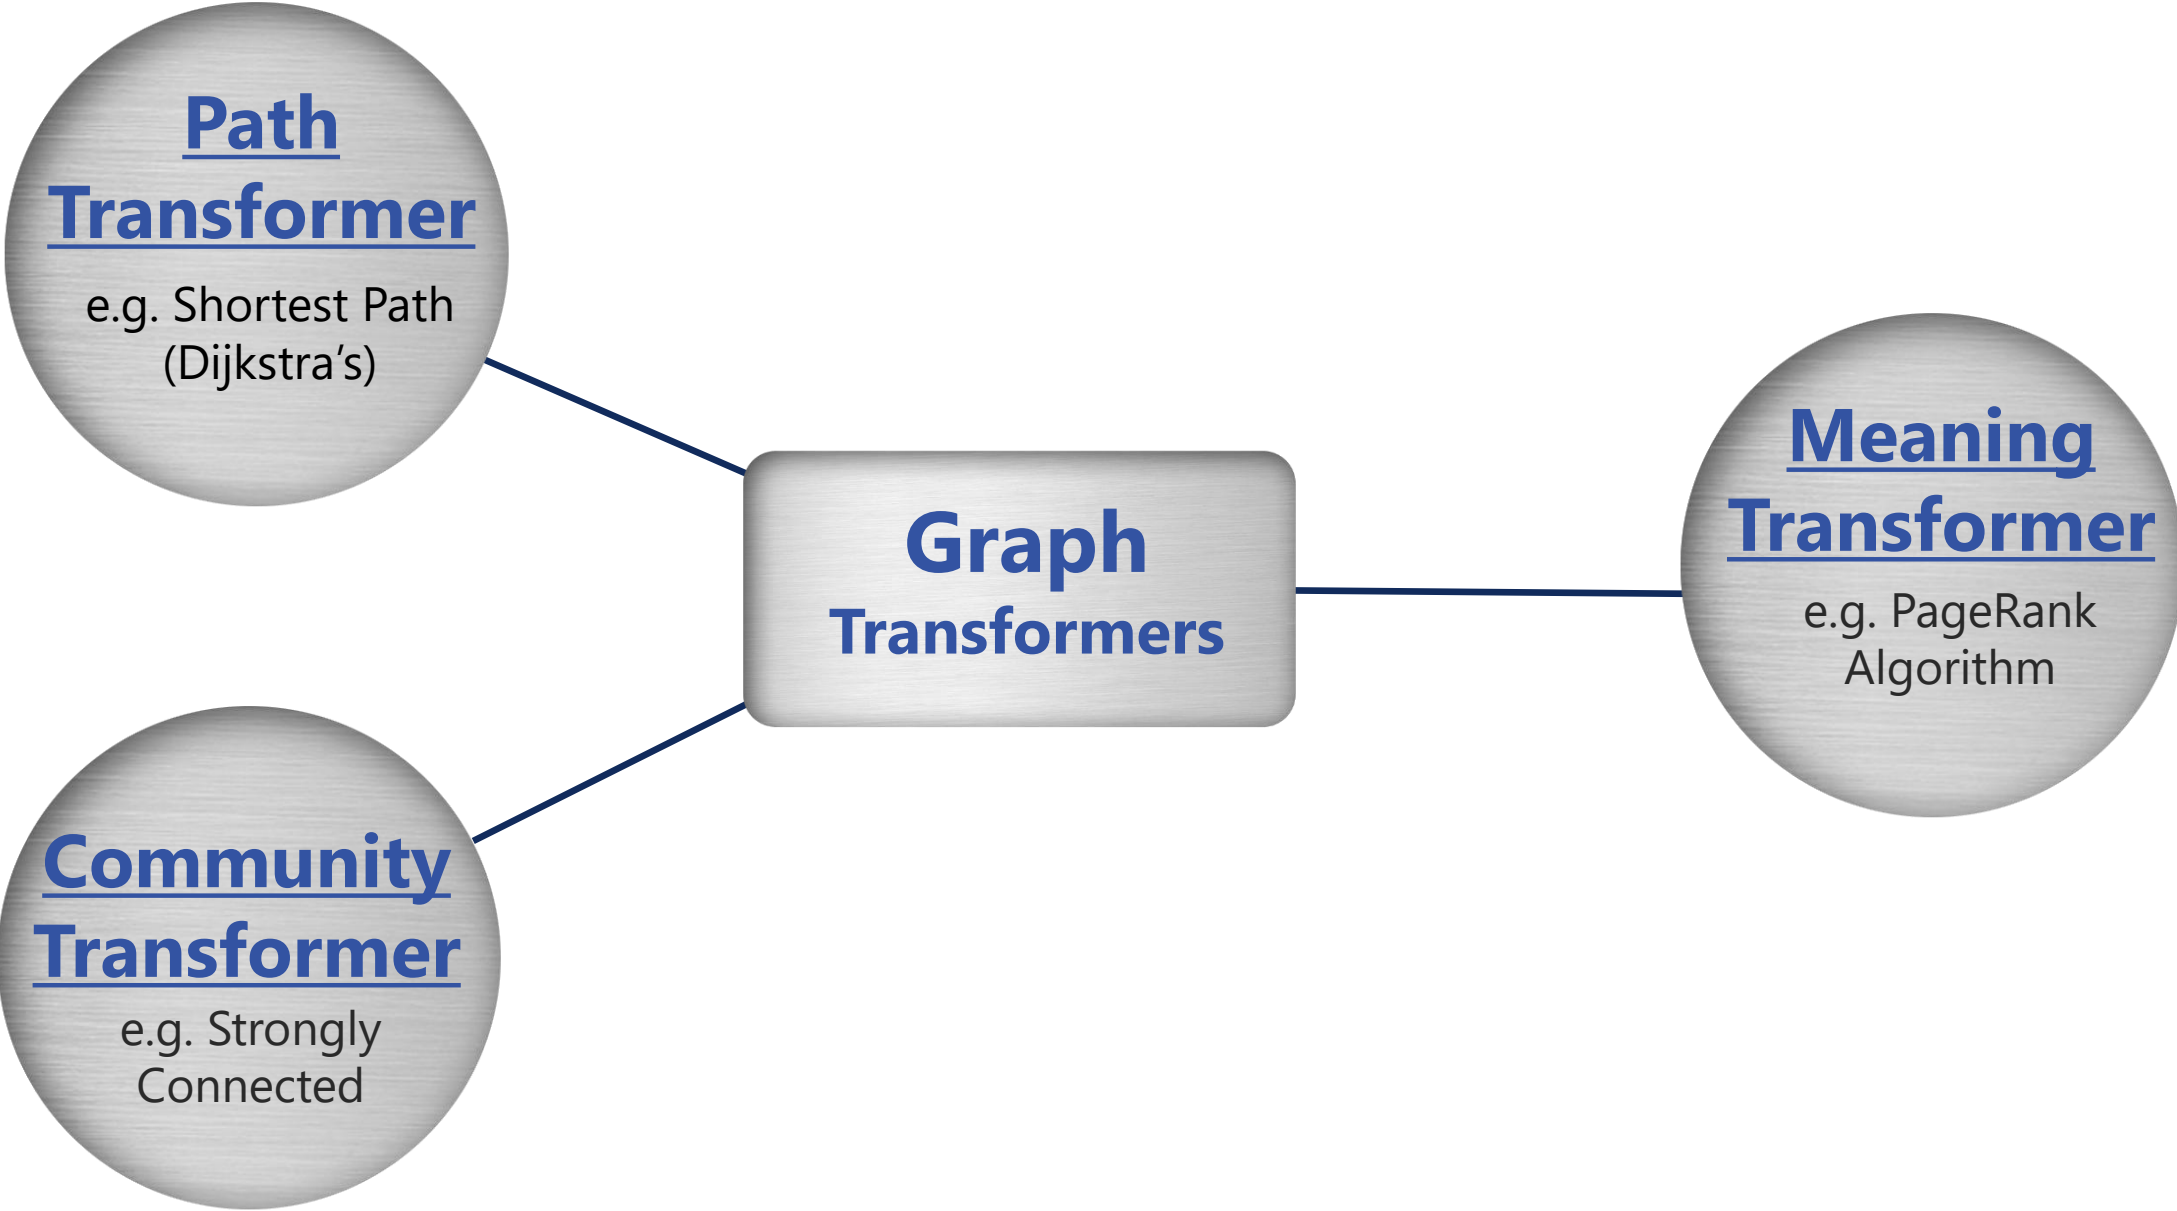 Path
Transformer
e.g. Shortest Path
(Dijkstra’s)
Graph
Transformers
Meaning
Transformer
e.g. PageRank
Algorithm
Community
Transformer
e.g. Strongly
Connected